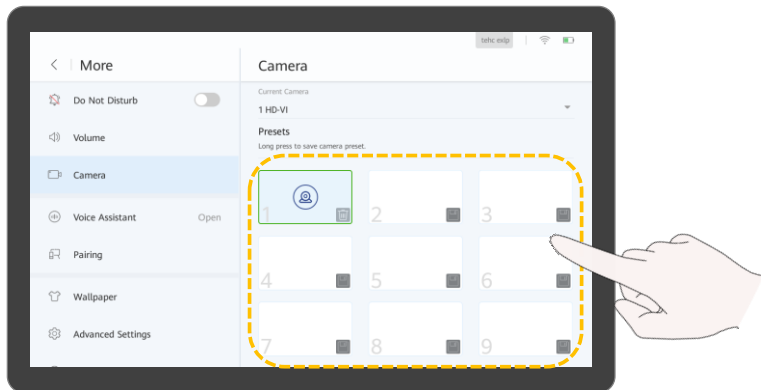 tehc exlp
More
Camera
Do Not Disturb
Current Camera
1 HD-VI
Volume
Presets
Long press to save camera preset.
Camera
1
2
3
Voice Assistant
Open
Pairing
4
5
6
Wallpaper
Advanced Settings
7
8
9